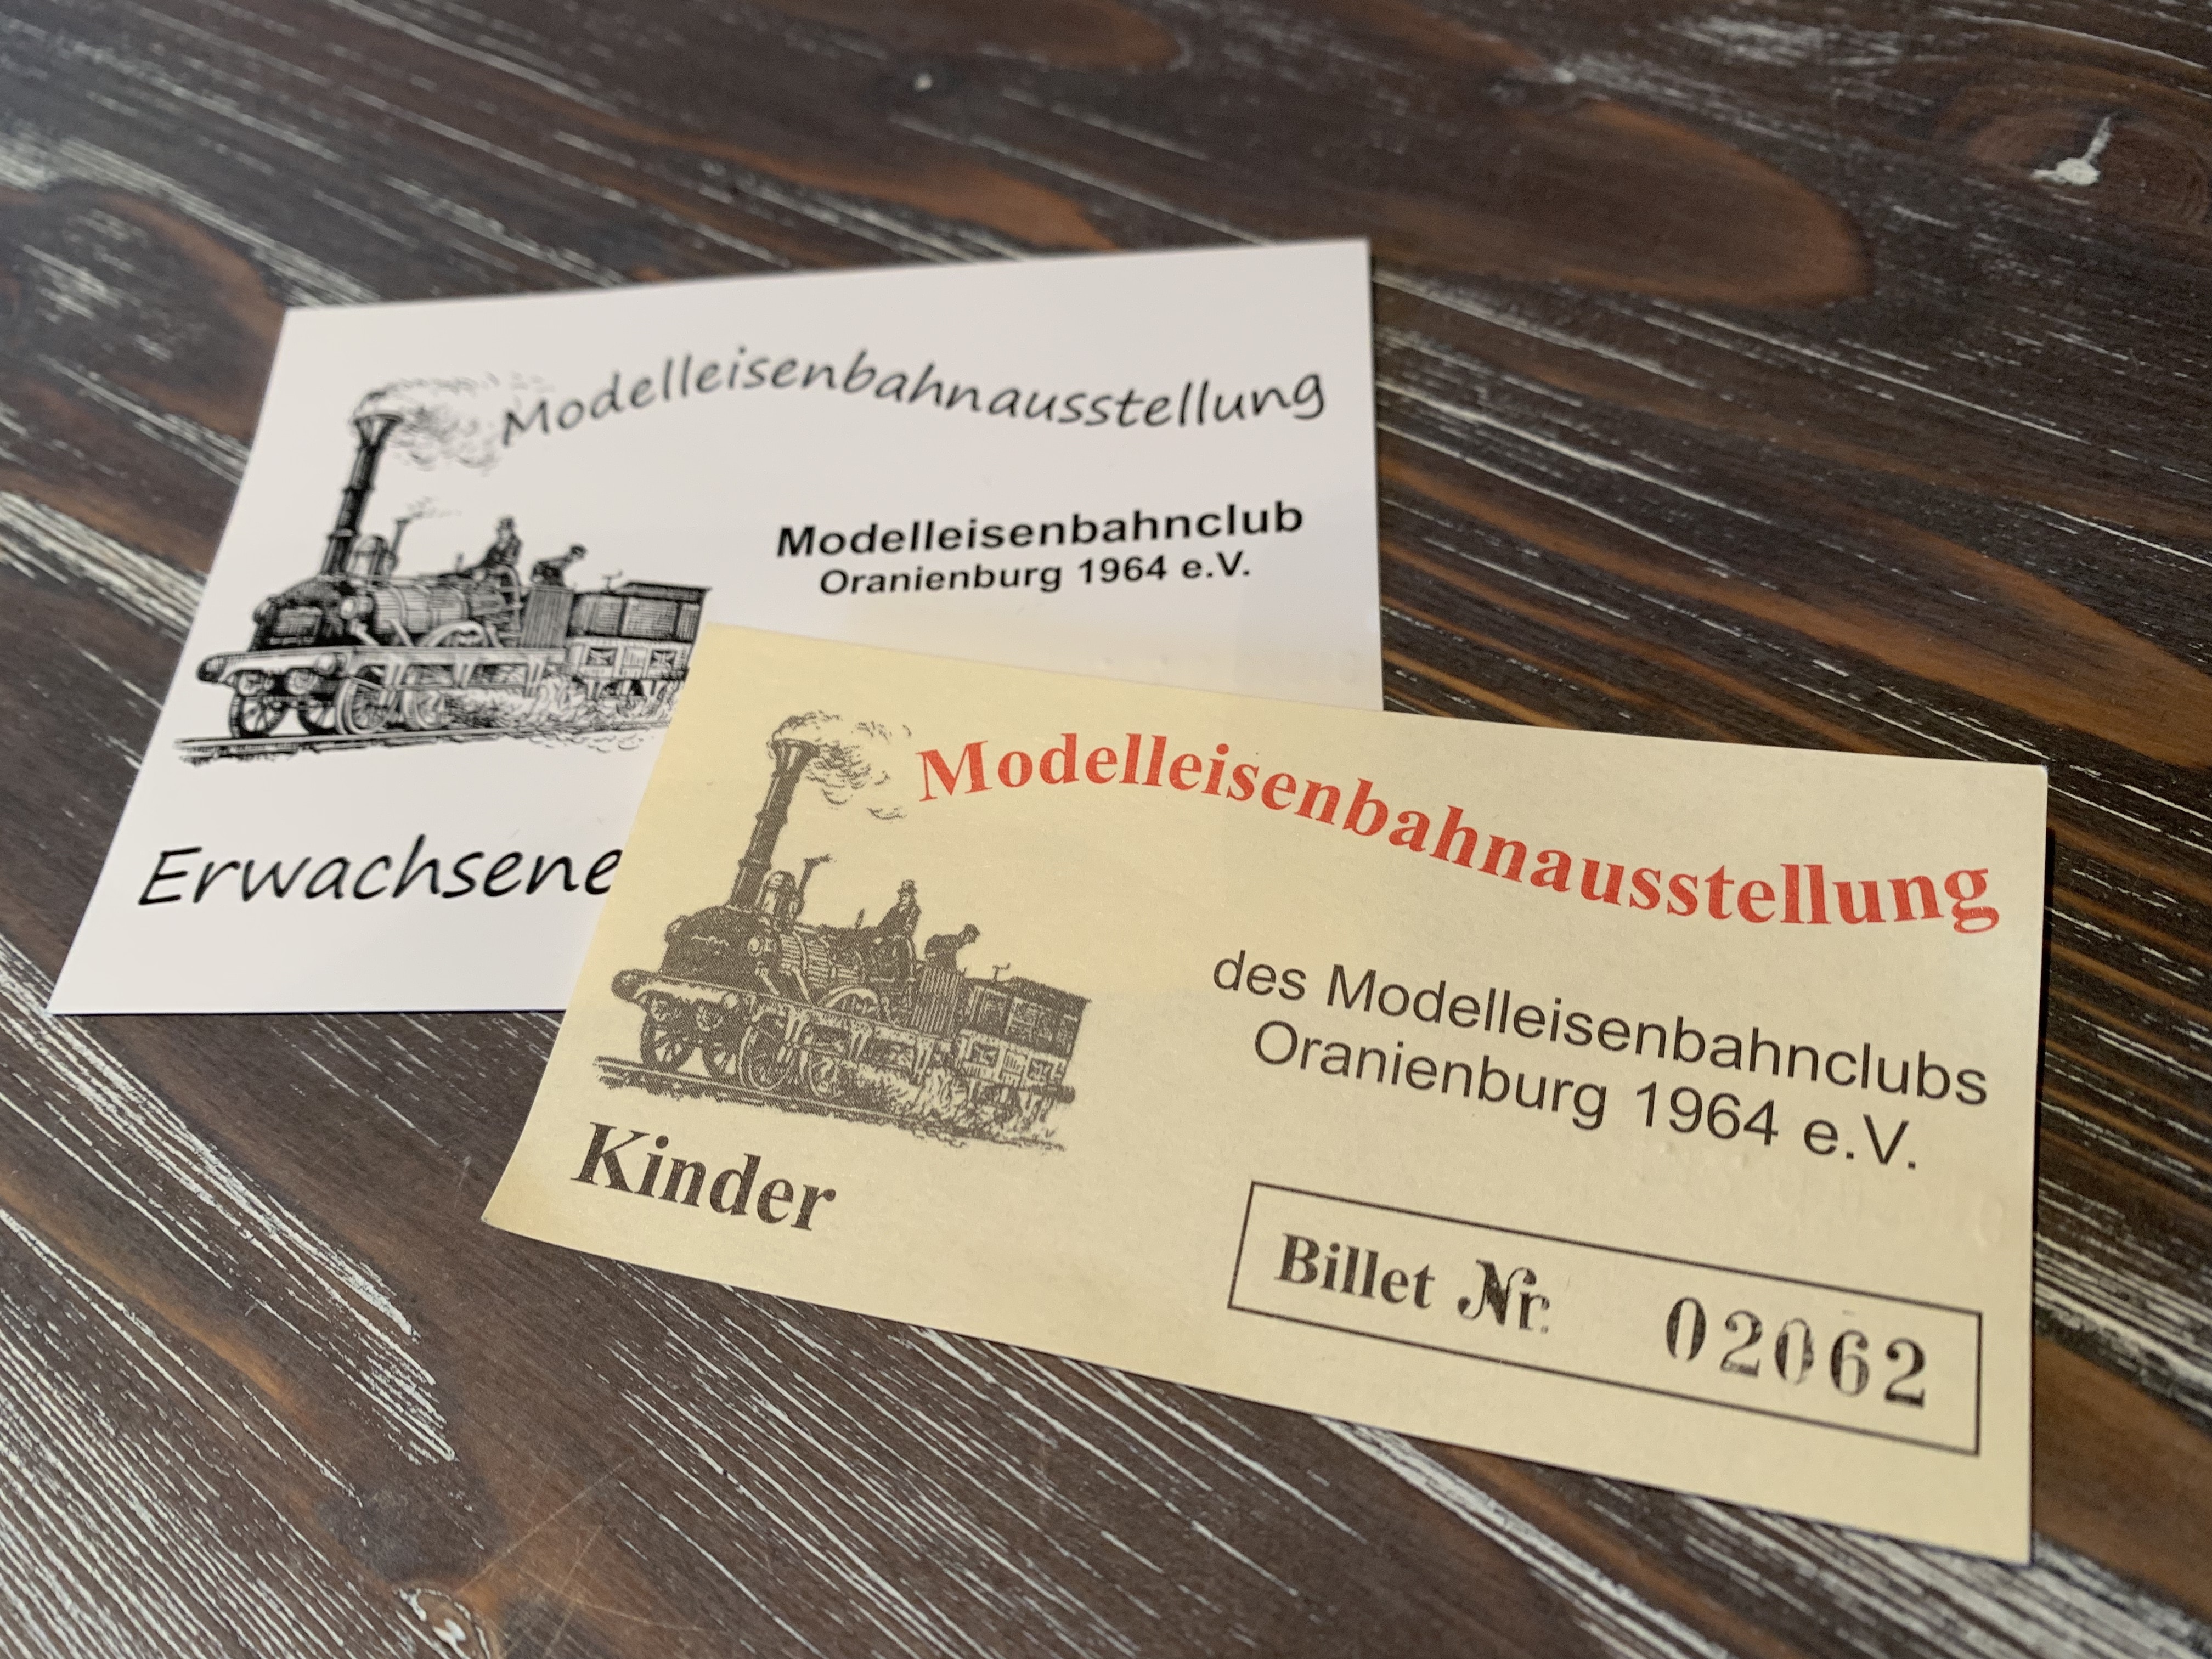 Modelleisenbahnausstellung
Modelleisenbahnclub
Oranienburg 1964 e.V.
Erwachsene
Modelleisenbahnausstellung
des Modelleisenbahnclubs
Oranienburg 1964 e.V.
Kinder
Billet Nr. 02062